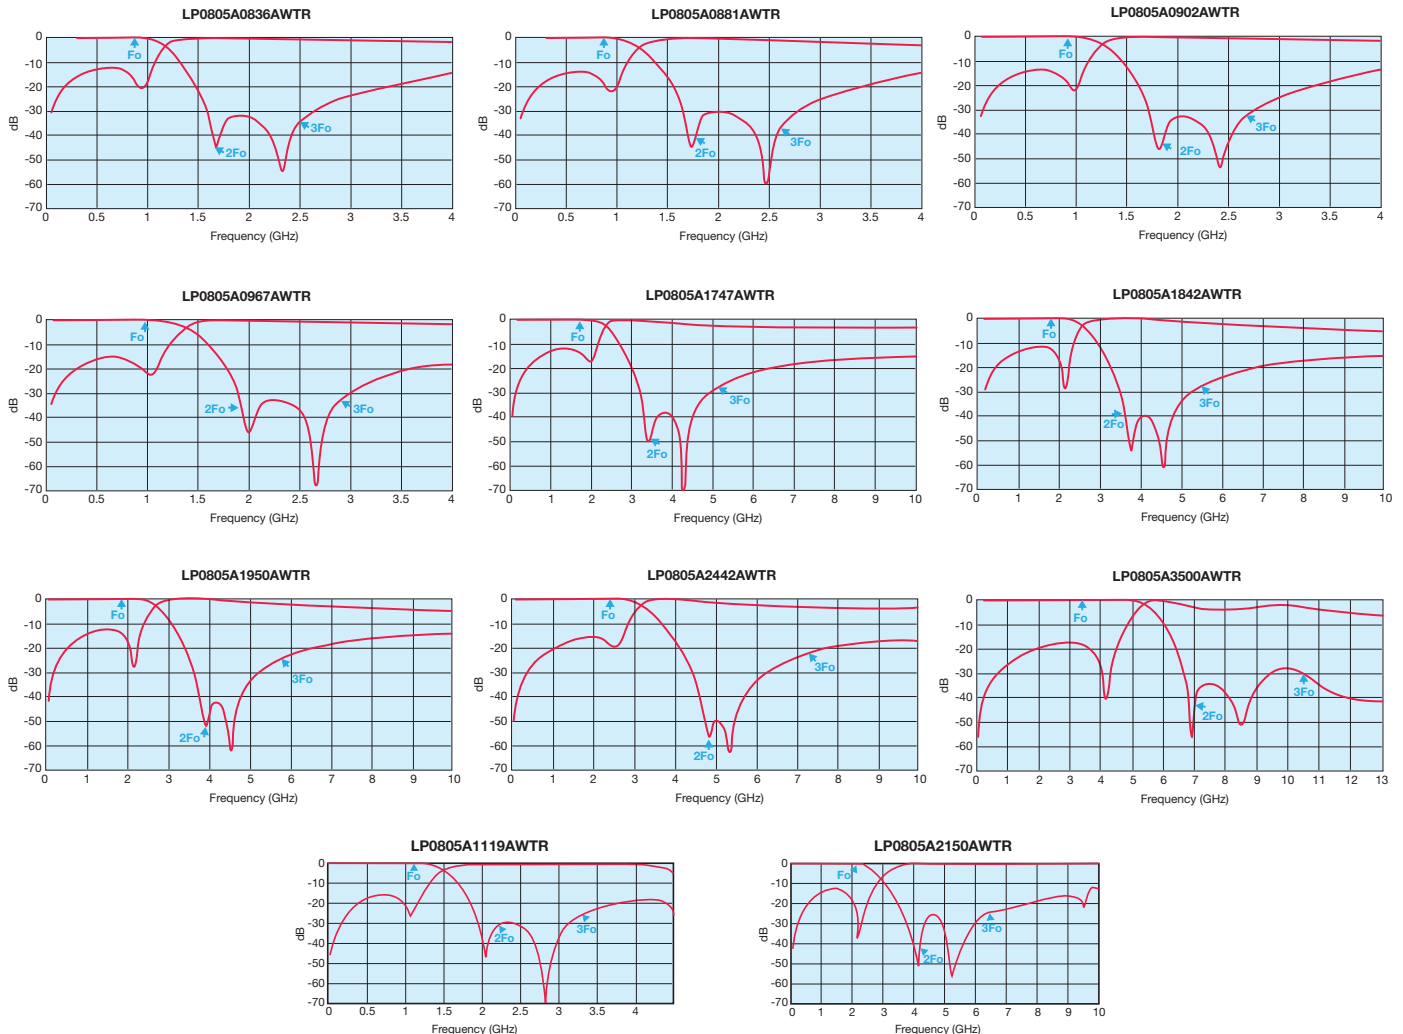 LP0805A0836AWTR
0
-10
-20
-30
-40
-50
-60
-70
dB
Fo
2Fo
3Fo
0 0.5 1 1.5 2 2.5 3 3.5 4
Frequency (GHz)
LP0805A0881AWTR
0
-10
-20
-30
-40
-50
-60
-70
dB
Fo
2Fo
3Fo
0 0.5 1 1.5 2 2.5 3 3.5 4
Frequency (GHz)
LP0805A0902AWTR
0
-10
-20
-30
-40
-50
-60
-70
dB
Fo
2Fo
3Fo
0 0.5 1 1.5 2 2.5 3 3.5 4
Frequency (GHz)
LP0805A0967AWTR
0
-10
-20
-30
-40
-50
-60
-70
dB
Fo
2Fo
3Fo
0 0.5 1 1.5 2 2.5 3 3.5 4
Frequency (GHz)
LP0805A1747AWTR
0
-10
-20
-30
-40
-50
-60
-70
dB
Fo
2Fo
3Fo
0 1 2 3 4 5 6 7 8 9 10
Frequency (GHz)
LP0805A1842AWTR
0
-10
-20
-30
-40
-50
-60
-70
dB
Fo
2Fo
3Fo
0 1 2 3 4 5 6 7 8 9 10
Frequency (GHz)
LP0805A1950AWTR
0
-10
-20
-30
-40
-50
-60
-70
dB
Fo
2Fo
3Fo
0 1 2 3 4 5 6 7 8 9 10
Frequency (GHz)
LP0805A2442AWTR
0
-10
-20
-30
-40
-50
-60
-70
dB
Fo
2Fo
3Fo
0 1 2 3 4 5 6 7 8 9 10
Frequency (GHz)
LP0805A3500AWTR
0
-10
-20
-30
-40
-50
-60
-70
dB
Fo
2Fo
3Fo
0 1 2 3 4 5 6 7 8 9 10 11 12 13
Frequency (GHz)
LP0805A1119AWTR
0
-10
-20
-30
-40
-50
-60
-70
dB
Fo
2Fo
3Fo
0 0.5 1 1.5 2 2.5 3 3.5 4
Frequency (GHz)
LP0805A2150AWTR
0
-10
-20
-30
-40
-50
-60
-70
dB
Fo
2Fo
3Fo
0 1 2 3 4 5 6 7 8 9 10
Frequency (GHz)